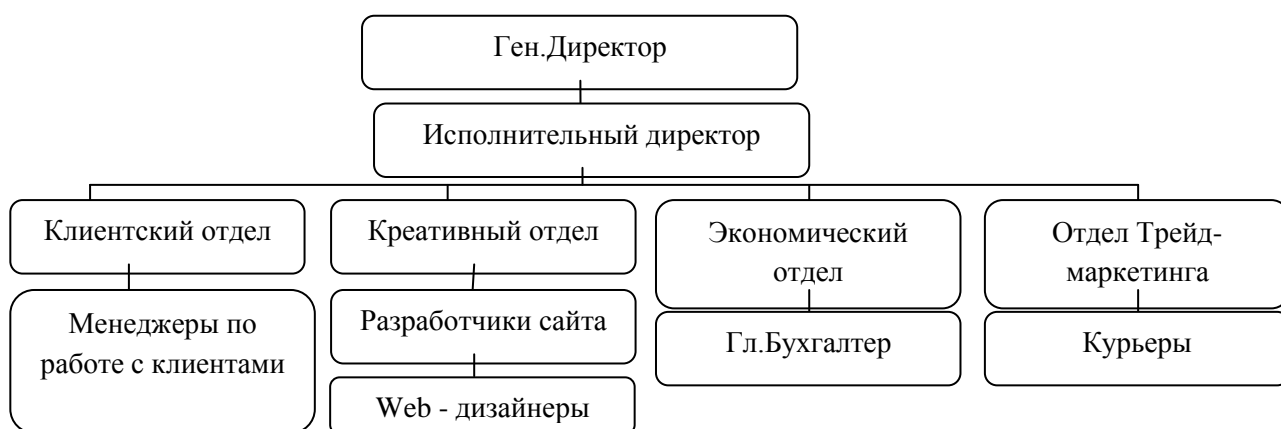 Ген.Директор
Исполнительный директор
Клиентский отдел
Креативный отдел
Экономический
отдел
Отдел Трейд-
маркетинга
Менеджеры по
работе с клиентами
Разработчики сайта
Гл.Бухгалтер
Курьеры
Web - дизайнеры